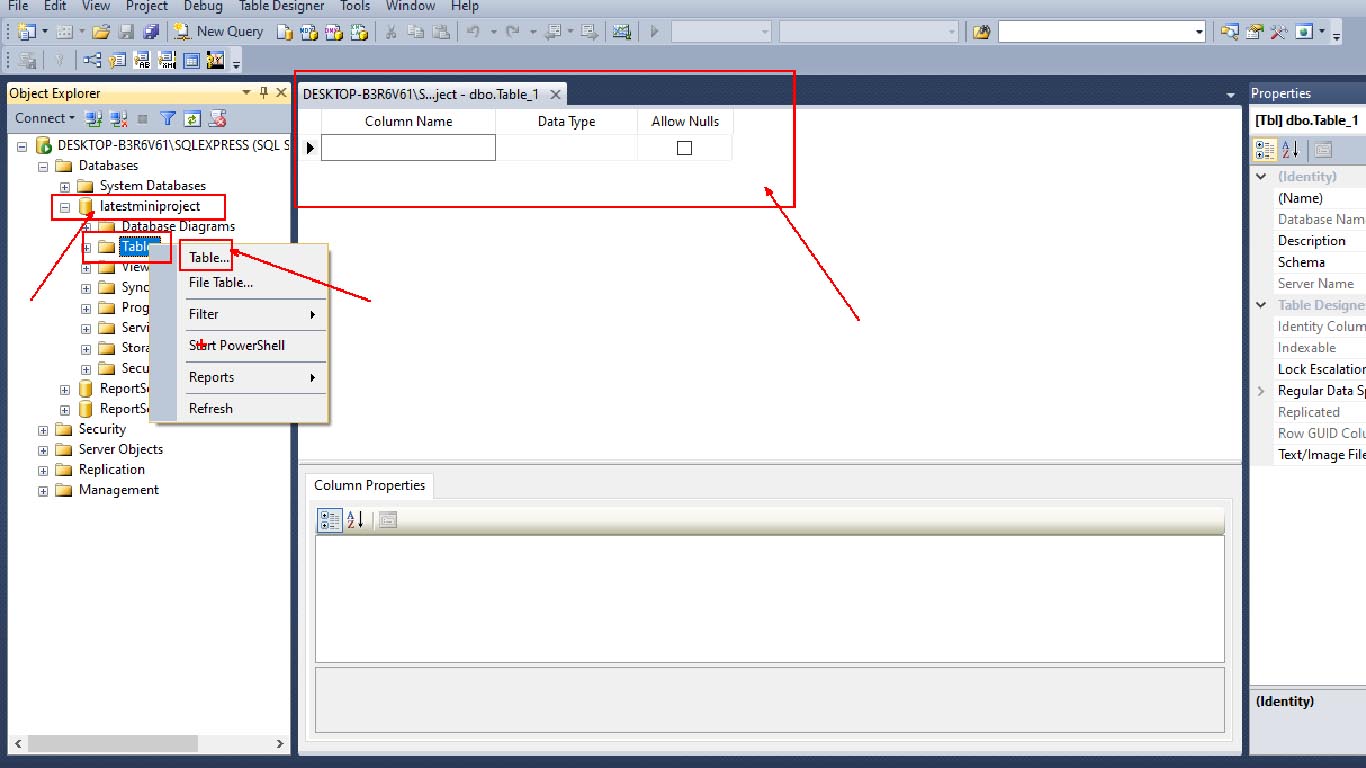 File Edit View Project Debug Table Designer Tools Window Help
New Query
Object Explorer
Connect
DESKTOP-B3R6V61\SQLEXPRESS (SQL S
Databases
System Databases
latestminiproject
Database Diagrams
Table
View
Sync
Prog
Servi
Stora
Secu
ReportSe
ReportSe
Security
Server Objects
Replication
Management
Table...
File Table...
Filter
Start PowerShell
Reports
Refresh
DESKTOP-B3R6V61\S...ject - dbo.Table_1
Column Name Data Type Allow Nulls
Column Properties
Properties
[Tbl] dbo.Table_1
(Identity)
(Name)
Database Name
Description
Schema
Server Name
Table Designe
Identity Colum
Indexable
Lock Escalation
Regular Data Sp
Replicated
Row GUID Colu
Text/Image File
(Identity)